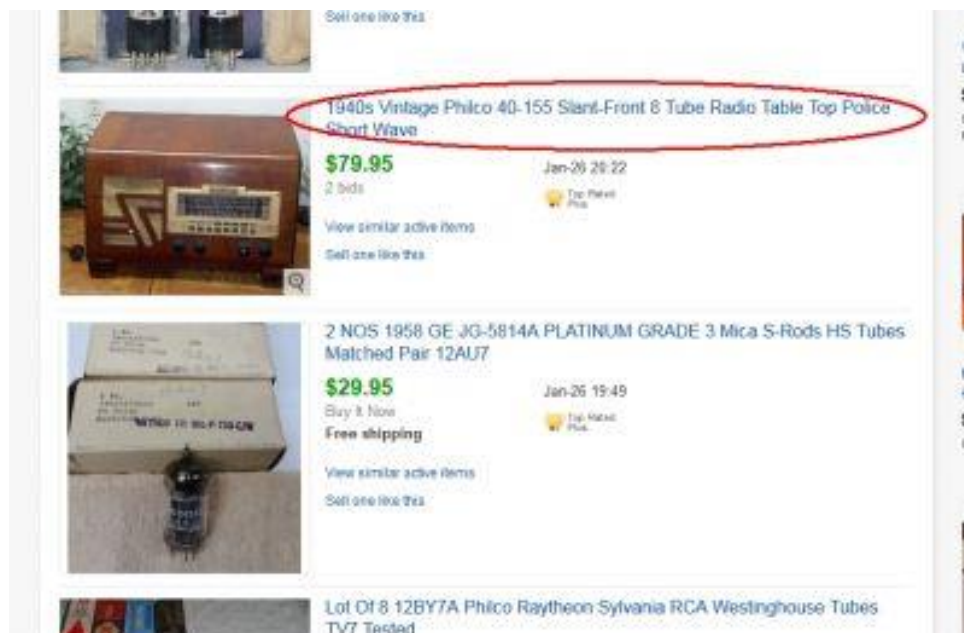 Sell one like this
1940s Vintage Philco 40-155 Slant-Front 8 Tube Radio Table Top Police
Short Wave
$79.95
Jan-26 20:22
2 bids
Top Rated
Plus
View similar active items
Sell one like this
2 NOS 1958 GE JG-5814A PLATINUM GRADE 3 Mica S-Rods HS Tubes
Matched Pair 12AU7
$29.95
Jan-26 19:49
Buy It Now
Top Rated
Plus
Free shipping
View similar active items
Sell one like this
Lot Of 8 12BY7A Philco Raytheon Sylvania RCA Westinghouse Tubes
TV7 Tested